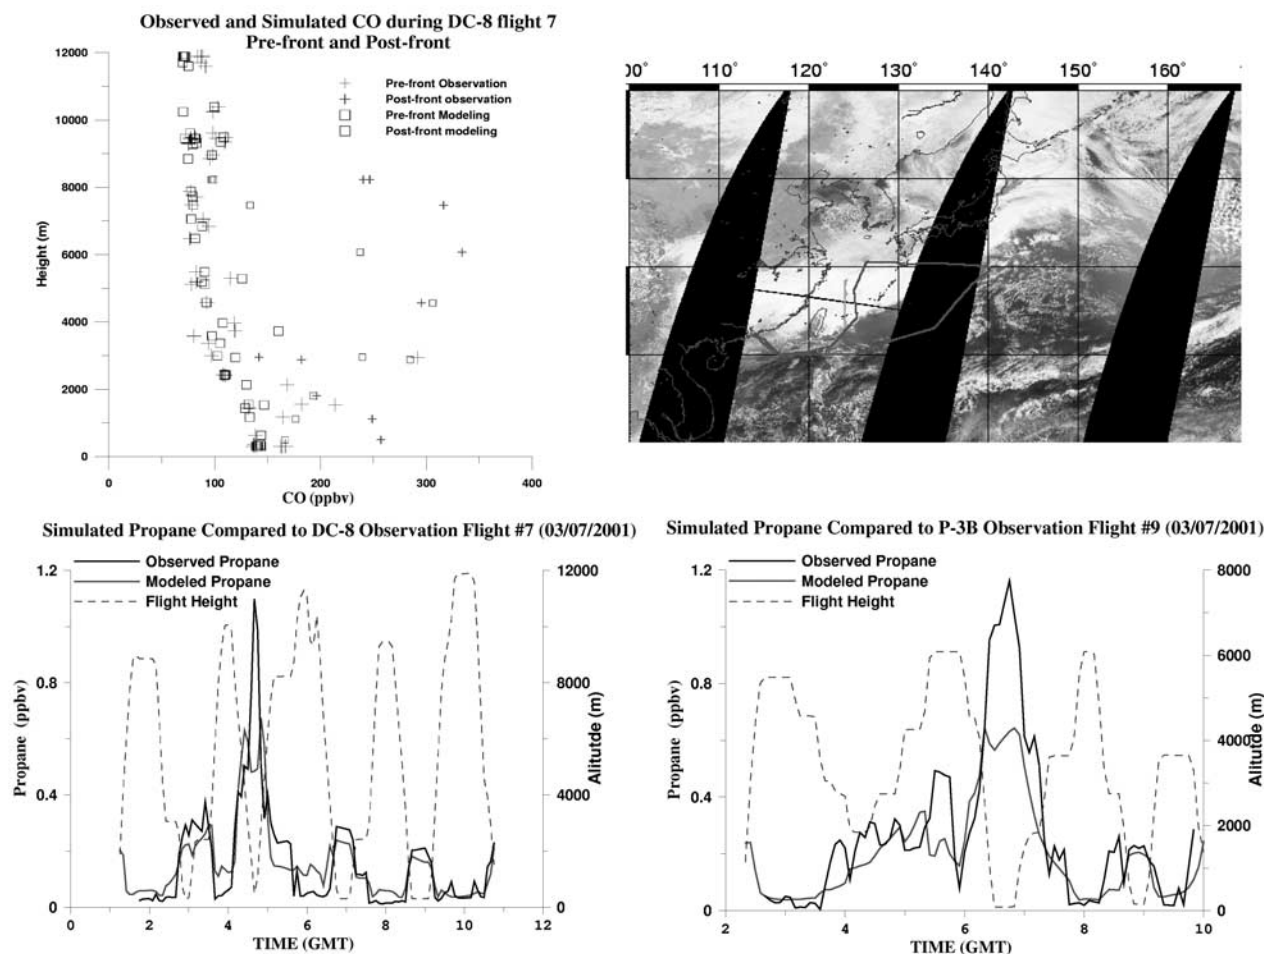 Observed and Simulated CO during DC-8 flight 7
Pre-front and Post-front
12000
10000
8000
6000
4000
2000
0
Height (m)
Pre-front Observation
Post-front observation
Pre-front Modeling
Post-front modeling
0 100 200 300 400
CO (ppbv)
00° 110° 120° 130° 140° 150° 160°
Simulated Propane Compared to DC-8 Observation Flight #7 (03/07/2001)
Observed Propane
Modeled Propane
Flight Height
1.2
0.8
0.4
0
Propane (ppbv)
12000
8000
4000
0
Aliltutde (m)
0 2 4 6 8 10 12
TIME (GMT)
Simulated Propane Compared to P-3B Observation Flight #9 (03/07/2001)
Observed Propane
Modeled Propane
Flight Height
1.2
0.8
0.4
0
Propane (ppbv)
8000
6000
4000
2000
0
Aliltutde (m)
2 4 6 8 10
TIME (GMT)